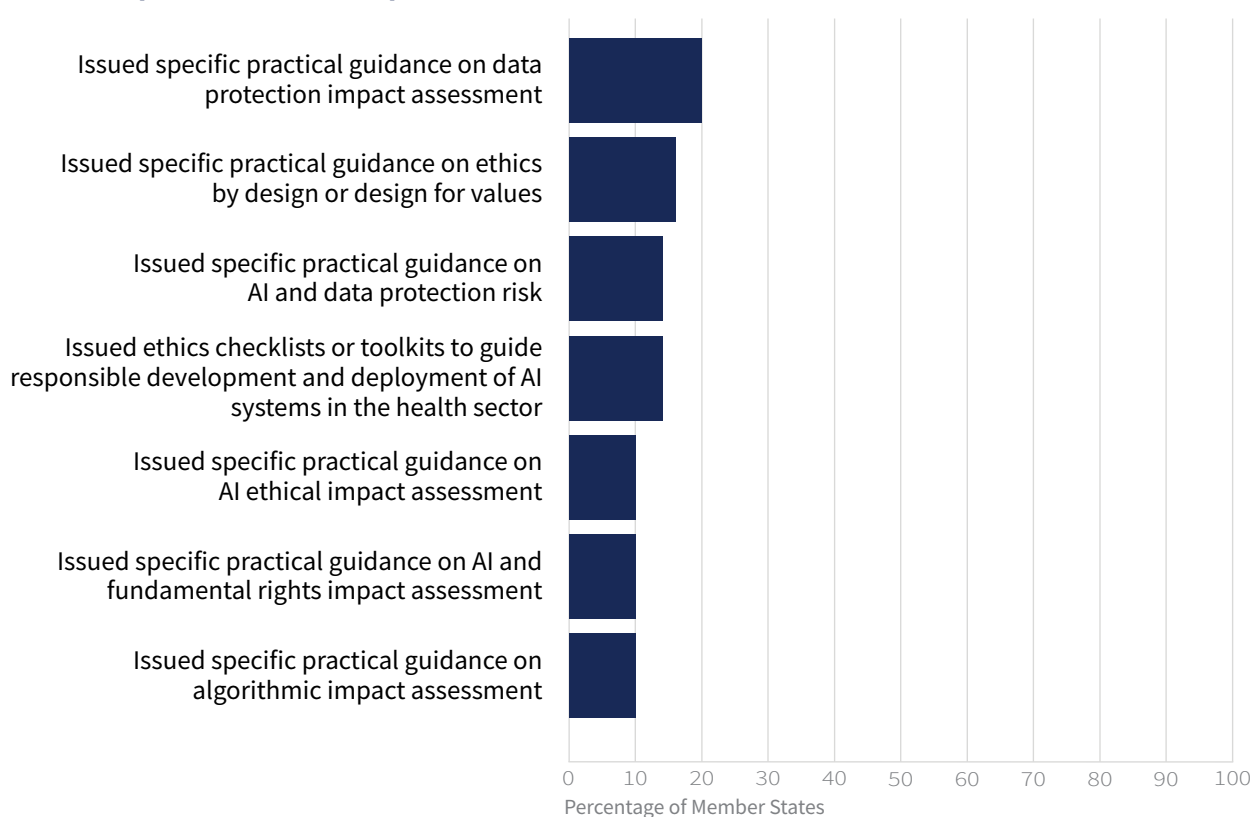 Issued specific practical guidance on data
protection impact assessment
Issued specific practical guidance on ethics
by design or design for values
Issued specific practical guidance on
AI and data protection risk
Issued ethics checklists or toolkits to guide
responsible development and deployment of AI
systems in the health sector
Issued specific practical guidance on
AI ethical impact assessment
Issued specific practical guidance on AI and
fundamental rights impact assessment
Issued specific practical guidance on
algorithmic impact assessment
0 10 20 30 40 50 60 70 80 90 100
Percentage of Member States